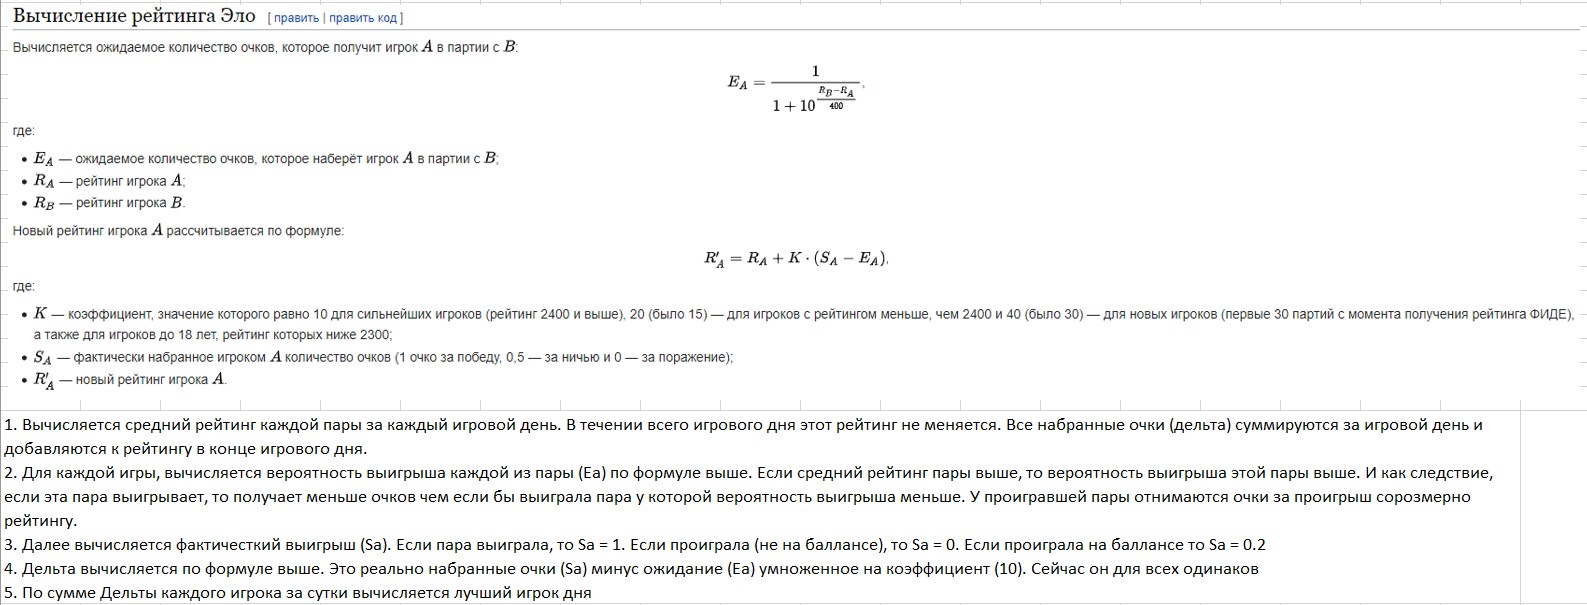 Вычисление рейтинга Эло [ править | править код ]
Вычисляется ожидаемое количество очков, которое получит игрок A в партии с B:
E_A = 1 / (1 + 10^((R_B − R_A) / 400)),
где:
• E_A — ожидаемое количество очков, которое наберёт игрок A в партии с B;
• R_A — рейтинг игрока A;
• R_B — рейтинг игрока B.
Новый рейтинг игрока A рассчитывается по формуле:
R′_A = R_A + K · (S_A − E_A),
где:
• K — коэффициент, значение которого равно 10 для сильнейших игроков (рейтинг 2400 и выше), 20 (было 15) — для игроков с рейтингом меньше, чем 2400 и 40 (было 30) — для новых игроков (первые 30 партий с момента получения рейтинга ФИДЕ),
а также для игроков до 18 лет, рейтинг которых ниже 2300;
• S_A — фактически набранное игроком A количество очков (1 очко за победу, 0,5 — за ничью и 0 — за поражение);
• R′_A — новый рейтинг игрока A.
1. Вычисляется средний рейтинг каждой пары за каждый игровой день. В течении всего игрового дня этот рейтинг не меняется. Все набранные очки (дельта) суммируются за игровой день и
добавляются к рейтингу в конце игрового дня.
2. Для каждой игры, вычисляется вероятность выигрыша каждой из пары (Ea) по формуле выше. Если средний рейтинг пары выше, то вероятность выигрыша этой пары выше. И как следствие,
если эта пара выигрывает, то получает меньше очков чем если бы выиграла пара у которой вероятность выигрыша меньше. У проигравшей пары отнимаются очки за проигрыш сорозмерно
рейтингу.
3. Далее вычисляется фактичесткий выигрыш (Sa). Если пара выиграла, то Sa = 1. Если проиграла (не на баллансе), то Sa = 0. Если проиграла на баллансе то Sa = 0.2
4. Дельта вычисляется по формуле выше. Это реально набранные очки (Sa) минус ожидание (Ea) умноженное на коэффициент (10). Сейчас он для всех одинаков
5. По сумме Дельты каждого игрока за сутки вычисляется лучший игрок дня